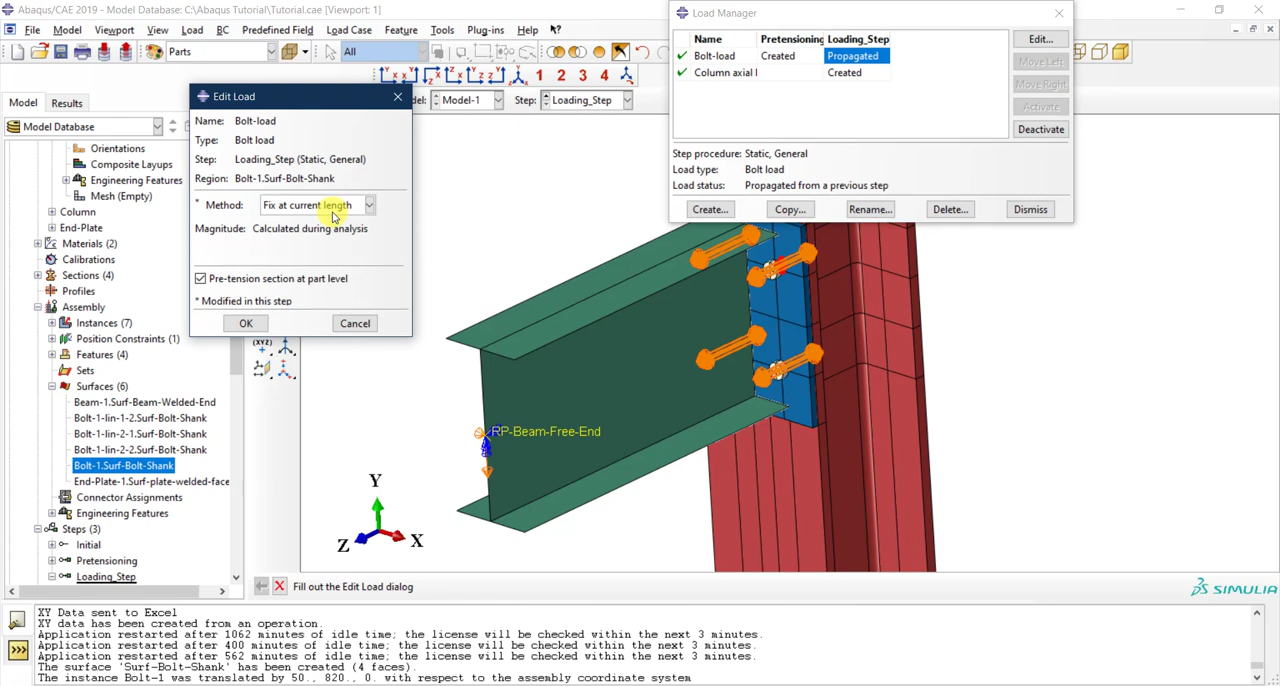 Abaqus/CAE 2019 - Model Database: C:\Abaqus Tutorial\Tutorial.cae [Viewport: 1]
File Model Viewport View Load BC Predefined Field Load Case Feature Tools Plug-ins Help
Parts All
1 2 3 4
Model Results
Model: Model-1 Step: Loading_Step
Model Database
Orientations
Composite Layups
Engineering Features
Mesh (Empty)
Column
End-Plate
Materials (2)
Calibrations
Sections (4)
Profiles
Assembly
Instances (7)
Position Constraints (1)
Features (4)
Sets
Surfaces (6)
Beam-1.Surf-Beam-Welded-End
Bolt-1-lin-1-2.Surf-Bolt-Shank
Bolt-1-lin-2-1.Surf-Bolt-Shank
Bolt-1-lin-2-2.Surf-Bolt-Shank
Bolt-1.Surf-Bolt-Shank
End-Plate-1.Surf-plate-welded-face
Connector Assignments
Engineering Features
Steps (3)
Initial
Pretensioning
Loading_Step
Edit Load
Name: Bolt-load
Type: Bolt load
Step: Loading_Step (Static, General)
Region: Bolt-1.Surf-Bolt-Shank
* Method: Fix at current length
Magnitude: Calculated during analysis
Pre-tension section at part level
* Modified in this step
OK Cancel
(XYZ)
Load Manager
Name Pretensioning Loading_Step
Bolt-load Created Propagated
Column axial l Created
Edit...
Move Left
Move Right
Activate
Deactivate
Step procedure: Static, General
Load type: Bolt load
Load status: Propagated from a previous step
Create... Copy... Rename... Delete... Dismiss
RP-Beam-Free-End
Y
Z X
Fill out the Edit Load dialog
SIMULIA
XY Data sent to Excel
XY data has been created from an operation.
Application restarted after 1062 minutes of idle time; the license will be checked within the next 3 minutes.
Application restarted after 400 minutes of idle time; the license will be checked within the next 3 minutes.
Application restarted after 562 minutes of idle time; the license will be checked within the next 3 minutes.
The surface 'Surf-Bolt-Shank' has been created (4 faces).
The instance Bolt-1 was translated by 50., 820., 0. with respect to the assembly coordinate system